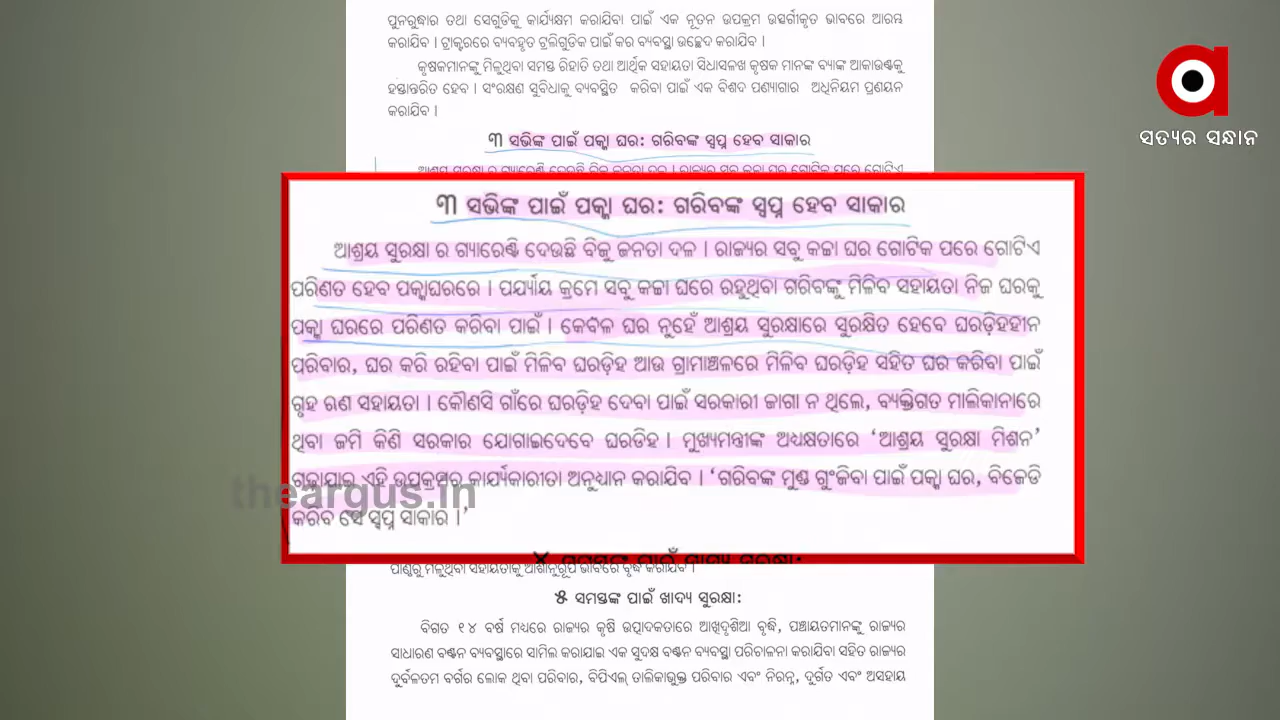 ପୁନରୁଦ୍ଧାର ତଥା ସେଗୁଡିକୁ କାର୍ଯ୍ୟକ୍ଷମ କରାଯିବା ପାଇଁ ଏକ ନୂତନ ଉପକ୍ରମ ଉତ୍ସର୍ଗୀକୃତ ଭାବରେ ଆରମ୍ଭ
କରାଯିବ । ଟ୍ରାକ୍ଟରରେ ବ୍ୟବହୃତ ଟ୍ରଲିଗୁଡିକ ପାଇଁ କର ବ୍ୟବସ୍ଥା ଉଚ୍ଛେଦ କରାଯିବ ।
କୃଷକମାନଙ୍କୁ ମିଳୁଥିବା ସମସ୍ତ ରିହାତି ତଥା ଆର୍ଥିକ ସହାୟତା ସିଧାସଳଖ କୃଷକ ମାନଙ୍କ ବ୍ୟାଙ୍କ ଆକାଉଣ୍ଟକୁ
ହସ୍ତାନ୍ତରିତ ହେବ । ସଂରକ୍ଷଣ ସୁବିଧାକୁ ବ୍ୟବସ୍ଥିତ କରିବା ପାଇଁ ଏକ ବିଶଦ ପଣ୍ୟାଗାର ଅଧିନିୟମ ପ୍ରଣୟନ
କରାଯିବ ।
୩ ସଭିଙ୍କ ପାଇଁ ପକ୍କା ଘର: ଗରିବଙ୍କ ସ୍ୱପ୍ନ ହେବ ସାକାର
ସତ୍ୟର ସନ୍ଧାନ
୩ ସଭିଙ୍କ ପାଇଁ ପକ୍କା ଘର: ଗରିବଙ୍କ ସ୍ୱପ୍ନ ହେବ ସାକାର
ଆଶ୍ରୟ ସୁରକ୍ଷା ର ଗ୍ୟାରେଣ୍ଟି ଦେଉଛି ବିଜୁ ଜନତା ଦଳ । ରାଜ୍ୟର ସବୁ କଚ୍ଚା ଘର ଗୋଟିକ ପରେ ଗୋଟିଏ
ପରିଣତ ହେବ ପକ୍କାଘରରେ । ପର୍ଯ୍ୟାୟ କ୍ରମେ ସବୁ କଚ୍ଚା ଘରେ ରହୁଥିବା ଗରିବଙ୍କୁ ମିଳିବ ସହାୟତା ନିଜ ଘରକୁ
ପକ୍କା ଘରରେ ପରିଣତ କରିବା ପାଇଁ । କେବଳ ଘର ନୁହେଁ ଆଶ୍ରୟ ସୁରକ୍ଷାରେ ସୁରକ୍ଷିତ ହେବେ ଘରଡ଼ିହହୀନ
ପରିବାର, ଘର କରି ରହିବା ପାଇଁ ମିଳିବ ଘରଡ଼ିହ ଆଉ ଗ୍ରାମାଞ୍ଚଳରେ ମିଳିବ ଘରଡ଼ିହ ସହିତ ଘର କରିବା ପାଇଁ
ଗୃହ ଋଣ ସହାୟତା । କୌଣସି ଗାଁରେ ଘରଡ଼ିହ ଦେବା ପାଇଁ ସରକାରୀ ଜାଗା ନ ଥିଲେ, ବ୍ୟକ୍ତିଗତ ମାଲିକାନାରେ
ଥିବା ଜମି କିଣି ସରକାର ଯୋଗାଇଦେବେ ଘରଡିହ । ମୁଖ୍ୟମନ୍ତ୍ରୀଙ୍କ ଅଧ୍ୟକ୍ଷତାରେ ‘ଆଶ୍ରୟ ସୁରକ୍ଷା ମିଶନ’
ଗଢ଼ାଯାଇ ଏହି ଉପକ୍ରମର କାର୍ଯ୍ୟକାରୀତା ଅନୁଧ୍ୟାନ କରାଯିବ । ‘ଗରିବଙ୍କ ମୁଣ୍ଡ ଗୁଂଜିବା ପାଇଁ ପକ୍କା ଘର, ବିଜେଡି
କରିବ ସେ ସ୍ୱପ୍ନ ସାକାର ।’
theargus.in
୫ ସମସ୍ତଙ୍କ ପାଇଁ ଖାଦ୍ୟ ସୁରକ୍ଷା:
ବିଗତ ୧୪ ବର୍ଷ ମଧ୍ୟରେ ରାଜ୍ୟର କୃଷି ଉତ୍ପାଦକତାରେ ଆଖିଦୃଶିଆ ବୃଦ୍ଧି, ପଞ୍ଚାୟତମାନଙ୍କୁ ରାଜ୍ୟର
ସାଧାରଣ ବଣ୍ଟନ ବ୍ୟବସ୍ଥାରେ ସାମିଲ କରାଯାଇ ଏକ ସୁଦକ୍ଷ ବଣ୍ଟନ ବ୍ୟବସ୍ଥା ପରିଚାଳନା କରାଯିବା ସହିତ ରାଜ୍ୟର
ଦୁର୍ବଳତମ ବର୍ଗର ଲୋକ ଥିବା ପରିବାର, ବିପିଏଲ୍ ତାଲିକାଭୁକ୍ତ ପରିବାର ଏବଂ ନିରନ୍ନ, ଦୁର୍ଗତ ଏବଂ ଅସହାୟ